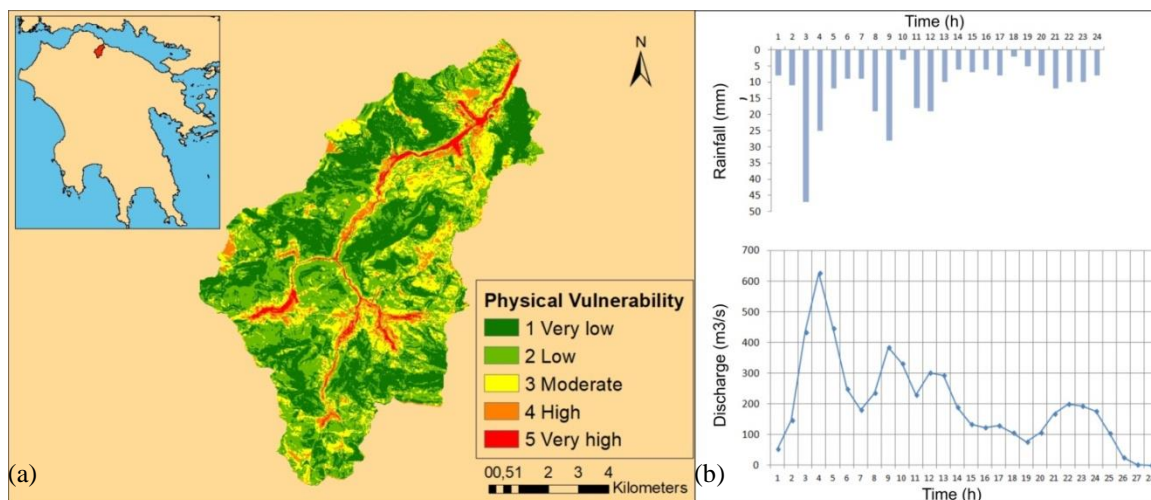 N
Physical Vulnerability
1 Very low
2 Low
3 Moderate
4 High
5 Very high
00,51 2 3 4
Kilometers
(a)
Time (h)
1 2 3 4 5 6 7 8 9 10 11 12 13 14 15 16 17 18 19 20 21 22 23 24
Rainfall (mm)
0
5
10
15
20
25
30
35
40
45
50
700
600
500
400
300
200
100
0
Discharge (m3/s)
1 2 3 4 5 6 7 8 9 10 11 12 13 14 15 16 17 18 19 20 21 22 23 24 25 26 27 28
Time (h)
(b)